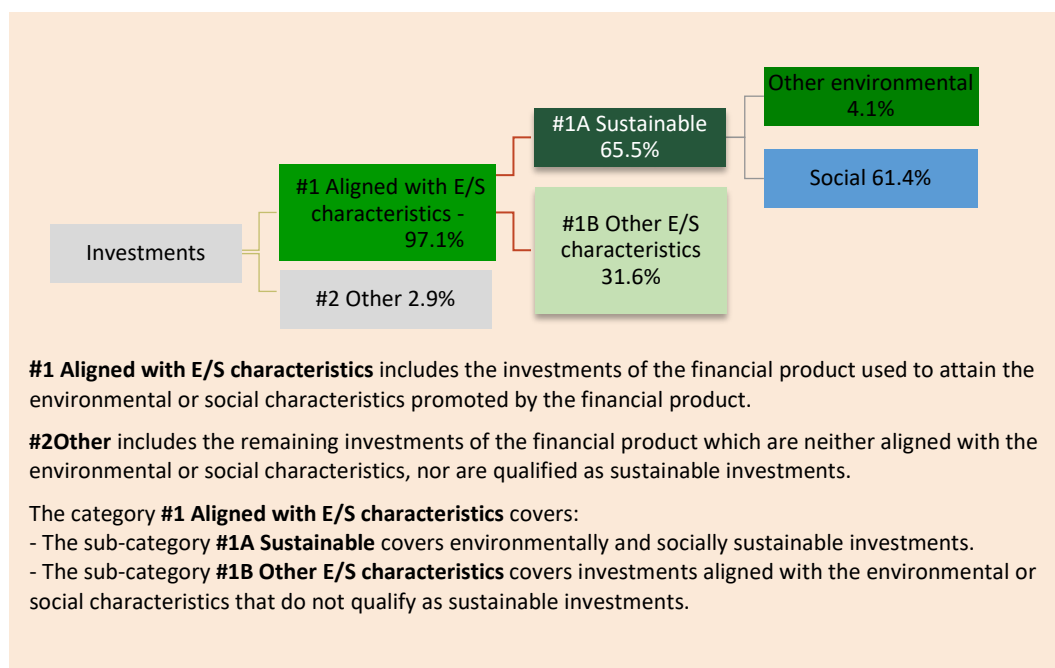 Other environmental
4.1%
#1A Sustainable
65.5%
Social 61.4%
#1 Aligned with E/S
characteristics -
97.1%
#1B Other E/S
characteristics
31.6%
Investments
#2 Other 2.9%
#1 Aligned with E/S characteristics includes the investments of the financial product used to attain the
environmental or social characteristics promoted by the financial product.
#2Other includes the remaining investments of the financial product which are neither aligned with the
environmental or social characteristics, nor are qualified as sustainable investments.
The category #1 Aligned with E/S characteristics covers:
- The sub-category #1A Sustainable covers environmentally and socially sustainable investments.
- The sub-category #1B Other E/S characteristics covers investments aligned with the environmental or
social characteristics that do not qualify as sustainable investments.